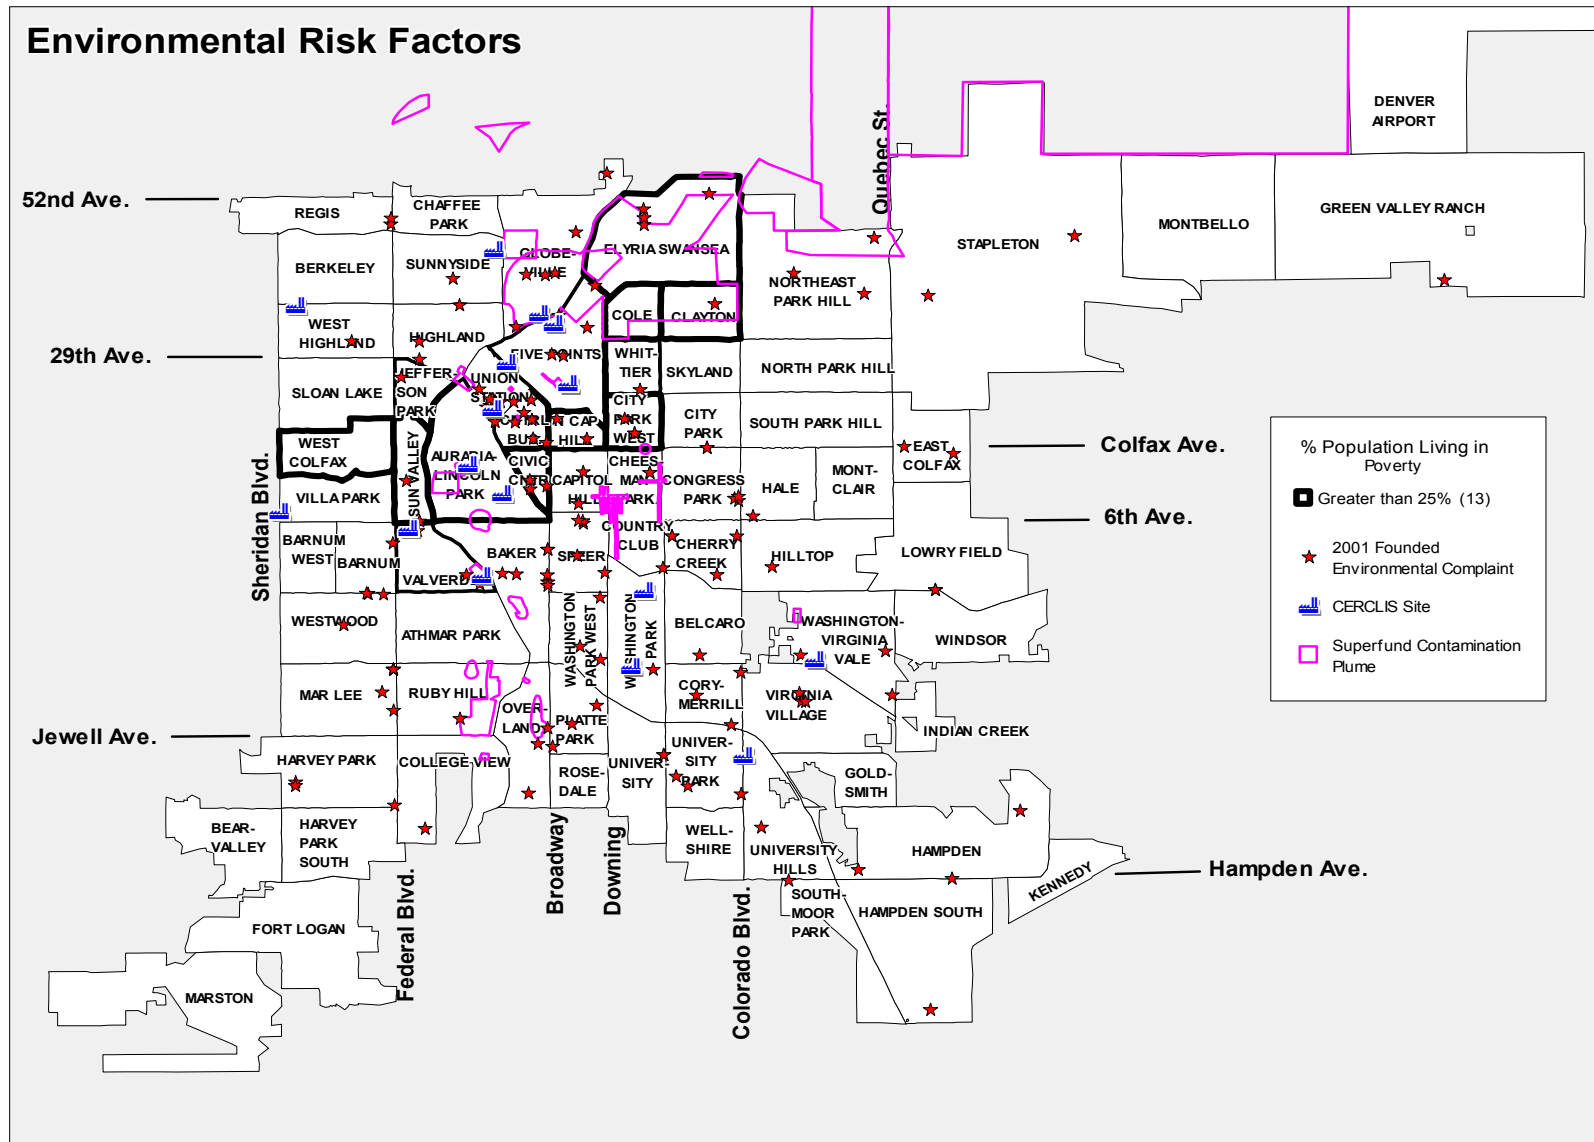 Environmental Risk Factors
DENVER
AIRPORT
Quebec St.
52nd Ave.
REGIS
CHAFFEE
PARK
GREEN VALLEY RANCH
MONTBELLO
STAPLETON
ELYRIA SWANSEA
GLOBE-
VILLE
BERKELEY
SUNNYSIDE
NORTHEAST
PARK HILL
COLE
CLAYTON
WEST
HIGHLAND
HIGHLAND
29th Ave.
FIVE POINTS
WHIT-
TIER
SKYLAND
NORTH PARK HILL
SLOAN LAKE
JEFFER-
SON
PARK
UNION
STATION
CITY
PARK
WEST
CITY
PARK
SOUTH PARK HILL
N CAP
HILL
WEST
COLFAX
SUN VALLEY
AURARIA-
LINCOLN
PARK
CIVIC
CNTR
CAPITOL
HILL
CHEES-
MAN
PARK
CONGRESS
PARK
HALE
MONT-
CLAIR
EAST
COLFAX
Colfax Ave.
Sheridan Blvd.
VILLA PARK
6th Ave.
BARNUM
WEST
BARNUM
VALVERDE
BAKER
SPEER
COUNTRY
CLUB
CHERRY
CREEK
HILLTOP
LOWRY FIELD
WESTWOOD
ATHMAR PARK
WASHINGTON
PARK WEST
WASHINGTON
PARK
BELCARO
WASHINGTON-
VIRGINIA
VALE
WINDSOR
MAR LEE
RUBY HILL
OVER-
LAND
PLATTE
PARK
CORY-
MERRILL
VIRGINIA
VILLAGE
INDIAN CREEK
Jewell Ave.
HARVEY PARK
COLLEGE VIEW
ROSE-
DALE
UNIVER-
SITY
UNIVER-
SITY
PARK
GOLD-
SMITH
BEAR-
VALLEY
HARVEY
PARK
SOUTH
WELL-
SHIRE
UNIVERSITY
HILLS
HAMPDEN
KENNEDY
Hampden Ave.
Broadway
Downing
Federal Blvd.
Colorado Blvd.
SOUTH-
MOOR
PARK
HAMPDEN SOUTH
FORT LOGAN
MARSTON
% Population Living in
Poverty
Greater than 25% (13)
2001 Founded
Environmental Complaint
CERCLIS Site
Superfund Contamination
Plume